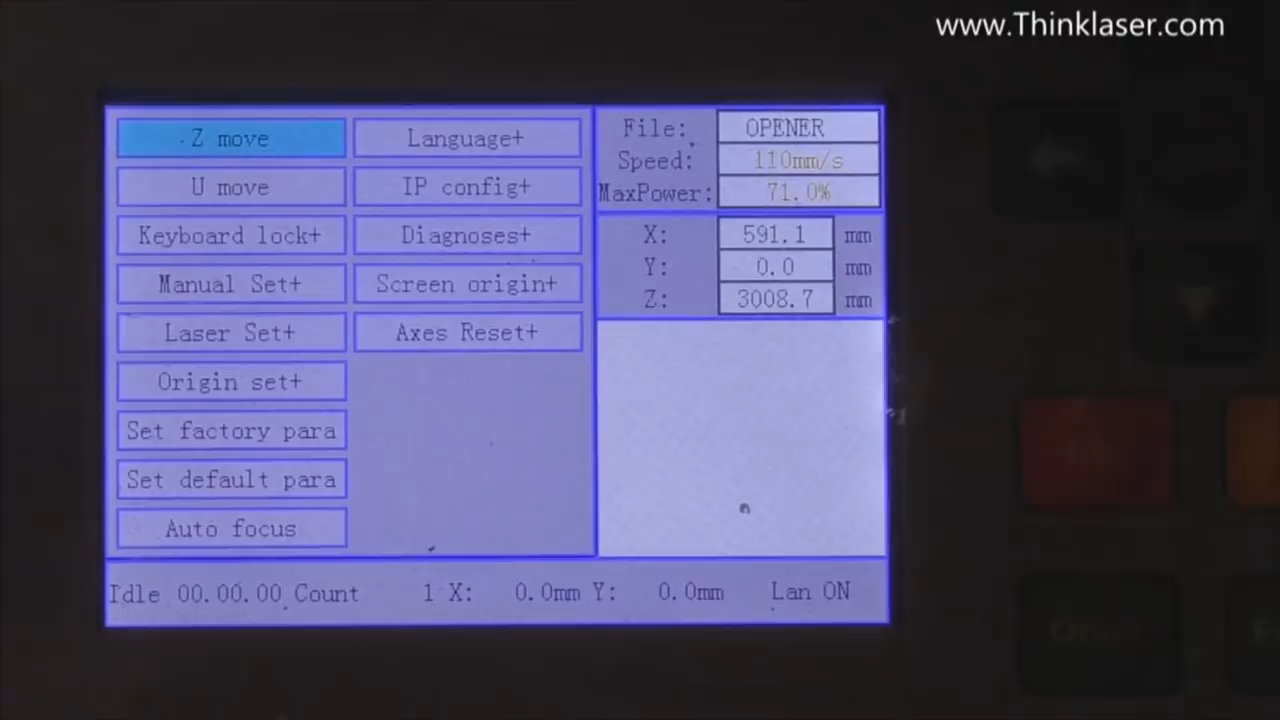 www.Thinklaser.com
Z move
Language+
U move
IP config+
Keyboard lock+
Diagnoses+
Manual Set+
Screen origin+
Laser Set+
Axes Reset+
Origin set+
Set factory para
Set default para
Auto focus
File: OPENER
Speed: 110mm/s
MaxPower: 71.0%
X: 591.1 mm
Y: 0.0 mm
Z: 3008.7 mm
Idle 00.00.00 Count 1 X: 0.0mm Y: 0.0mm Lan ON